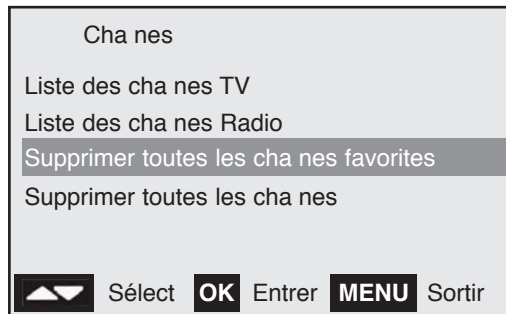 Cha nes
Liste des cha nes TV
Liste des cha nes Radio
Supprimer toutes les cha nes favorites
Supprimer toutes les cha nes
Sélect OK Entrer MENU Sortir